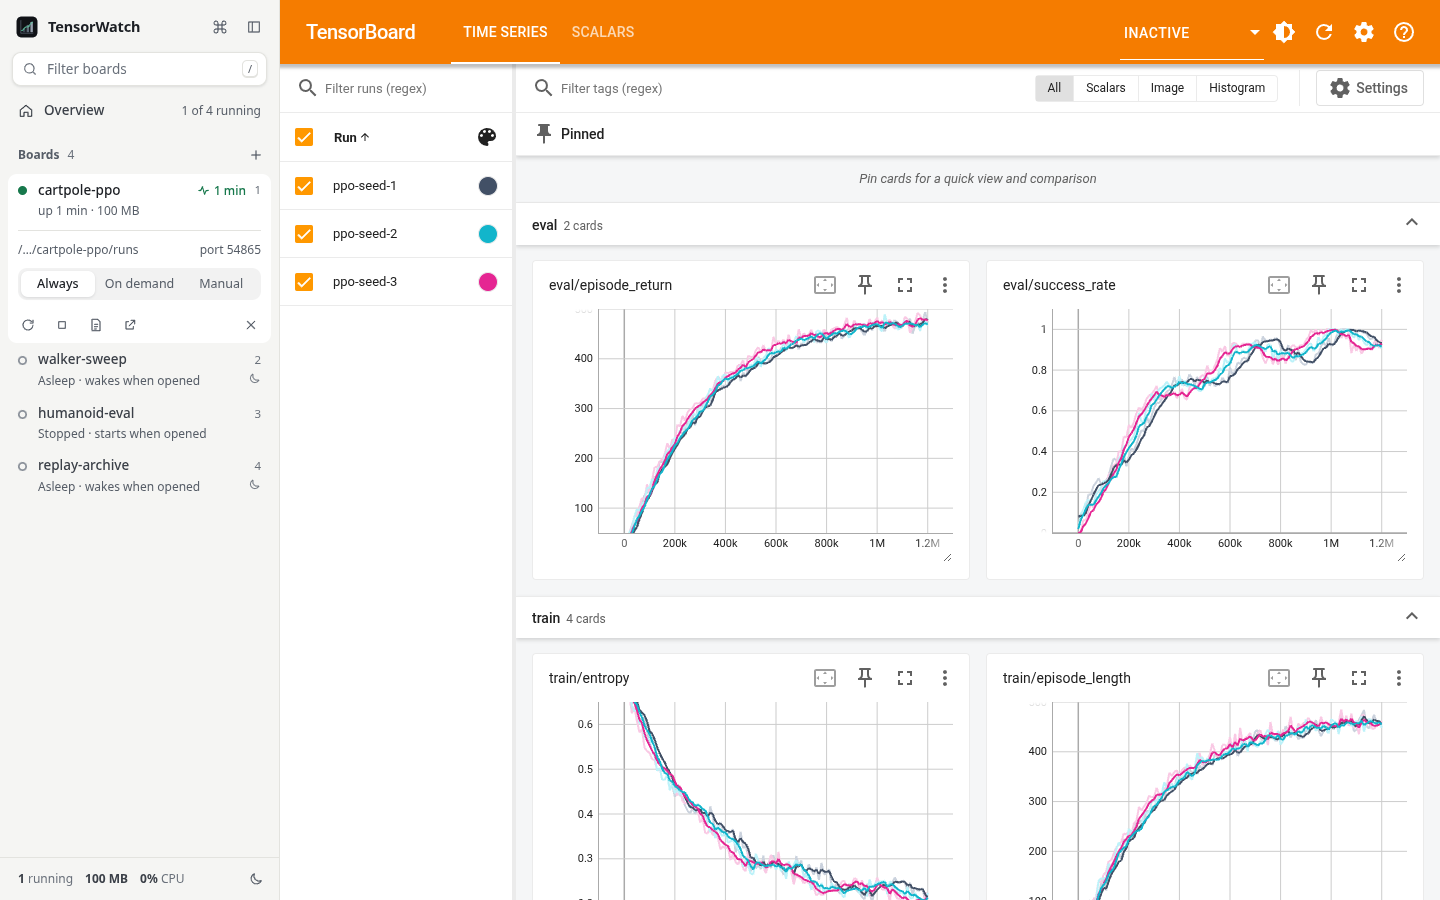 TensorWatch
Filter boards /
Overview 1 of 4 running
Boards 4 +
cartpole-ppo 1 min 1
up 1 min · 100 MB
/.../cartpole-ppo/runs port 54865
Always On demand Manual
walker-sweep 2
Asleep · wakes when opened
humanoid-eval 3
Stopped · starts when opened
replay-archive 4
Asleep · wakes when opened
1 running 100 MB 0% CPU
TensorBoard TIME SERIES SCALARS INACTIVE
Filter runs (regex)
Run
ppo-seed-1
ppo-seed-2
ppo-seed-3
Filter tags (regex) All Scalars Image Histogram Settings
Pinned
Pin cards for a quick view and comparison
eval 2 cards
eval/episode_return
400
300
200
100
0 200k 400k 600k 800k 1M 1.2M
eval/success_rate
1
0.8
0.6
0.4
0.2
0 200k 400k 600k 800k 1M 1.2M
train 4 cards
train/entropy
0.6
0.5
0.4
0.3
train/episode_length
400
300
200